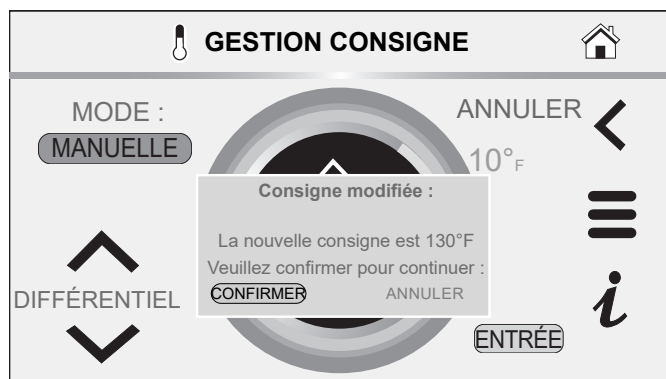 GESTION CONSIGNE
MODE :
MANUELLE
ANNULER
10°F
Consigne modifiée :
La nouvelle consigne est 130°F
Veuillez confirmer pour continuer :
CONFIRMER ANNULER
DIFFÉRENTIEL
ENTRÉE
i